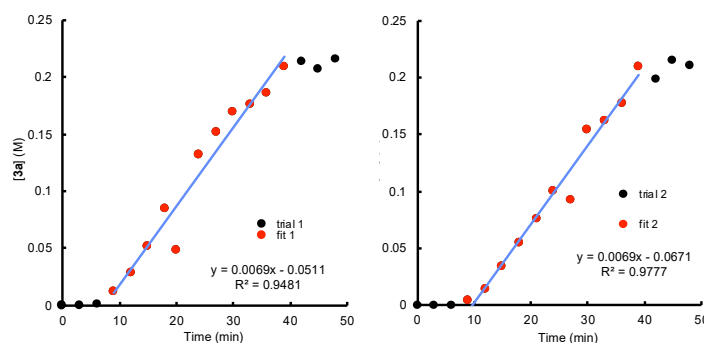 0.25
0.2
0.15
0.1
0.05
0
[3a] (M)
trial 1
fit 1
y = 0.0069x - 0.0511
R² = 0.9481
0 10 20 30 40 50
Time (min)
0.25
0.2
0.15
0.1
0.05
0
trial 2
fit 2
y = 0.0069x - 0.0671
R² = 0.9777
0 10 20 30 40 50
Time (min)